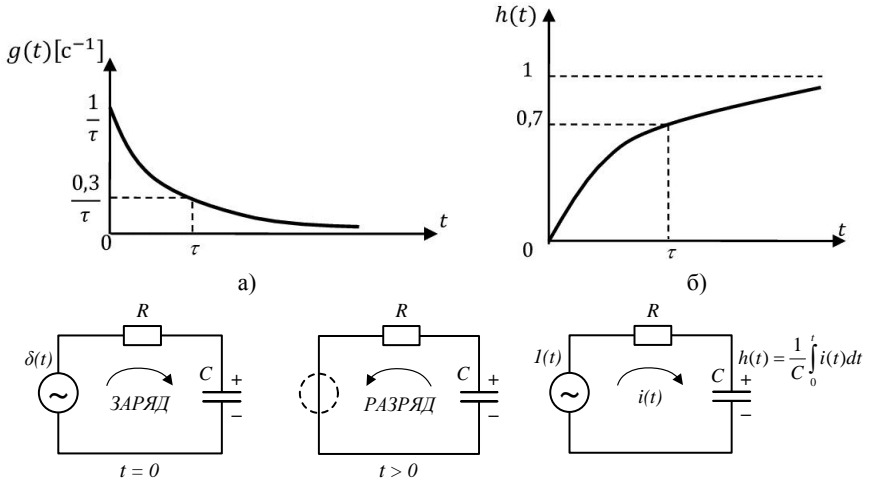 g(t)[c⁻¹]
1/τ
0,3/τ
0
τ
t
а)
h(t)
1
0,7
0
τ
t
б)
R
δ(t)
C
+
ЗАРЯД
−
t = 0
R
C
+
РАЗРЯД
−
t > 0
R
1(t)
C
+
i(t)
−
h(t) = 1/C ∫₀ᵗ i(t)dt